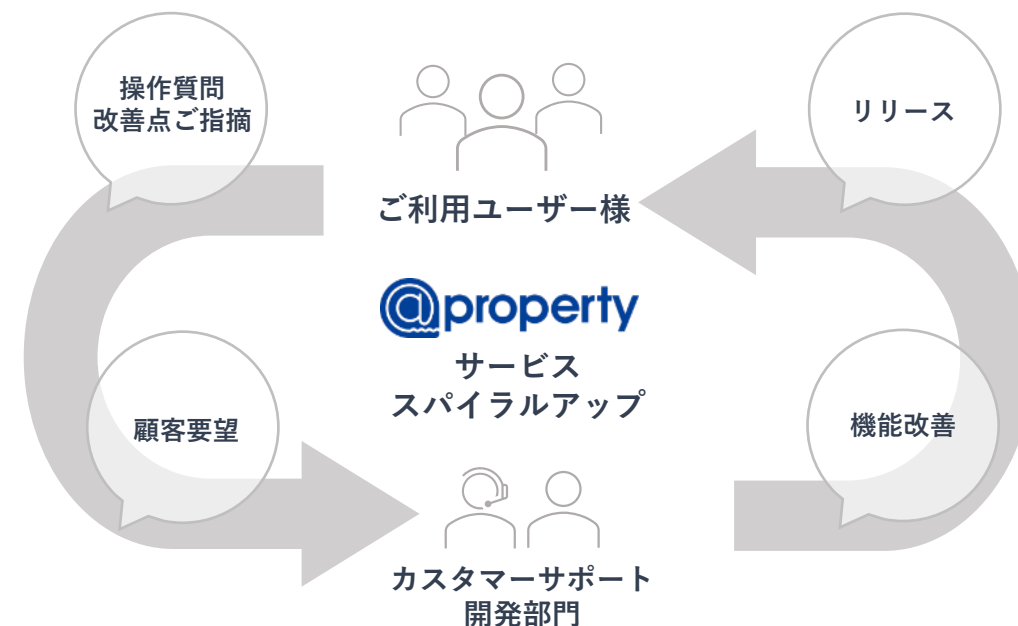 操作質問
改善点ご指摘
リリース
ご利用ユーザー様
@property
サービス
スパイラルアップ
顧客要望
機能改善
カスタマーサポート
開発部門